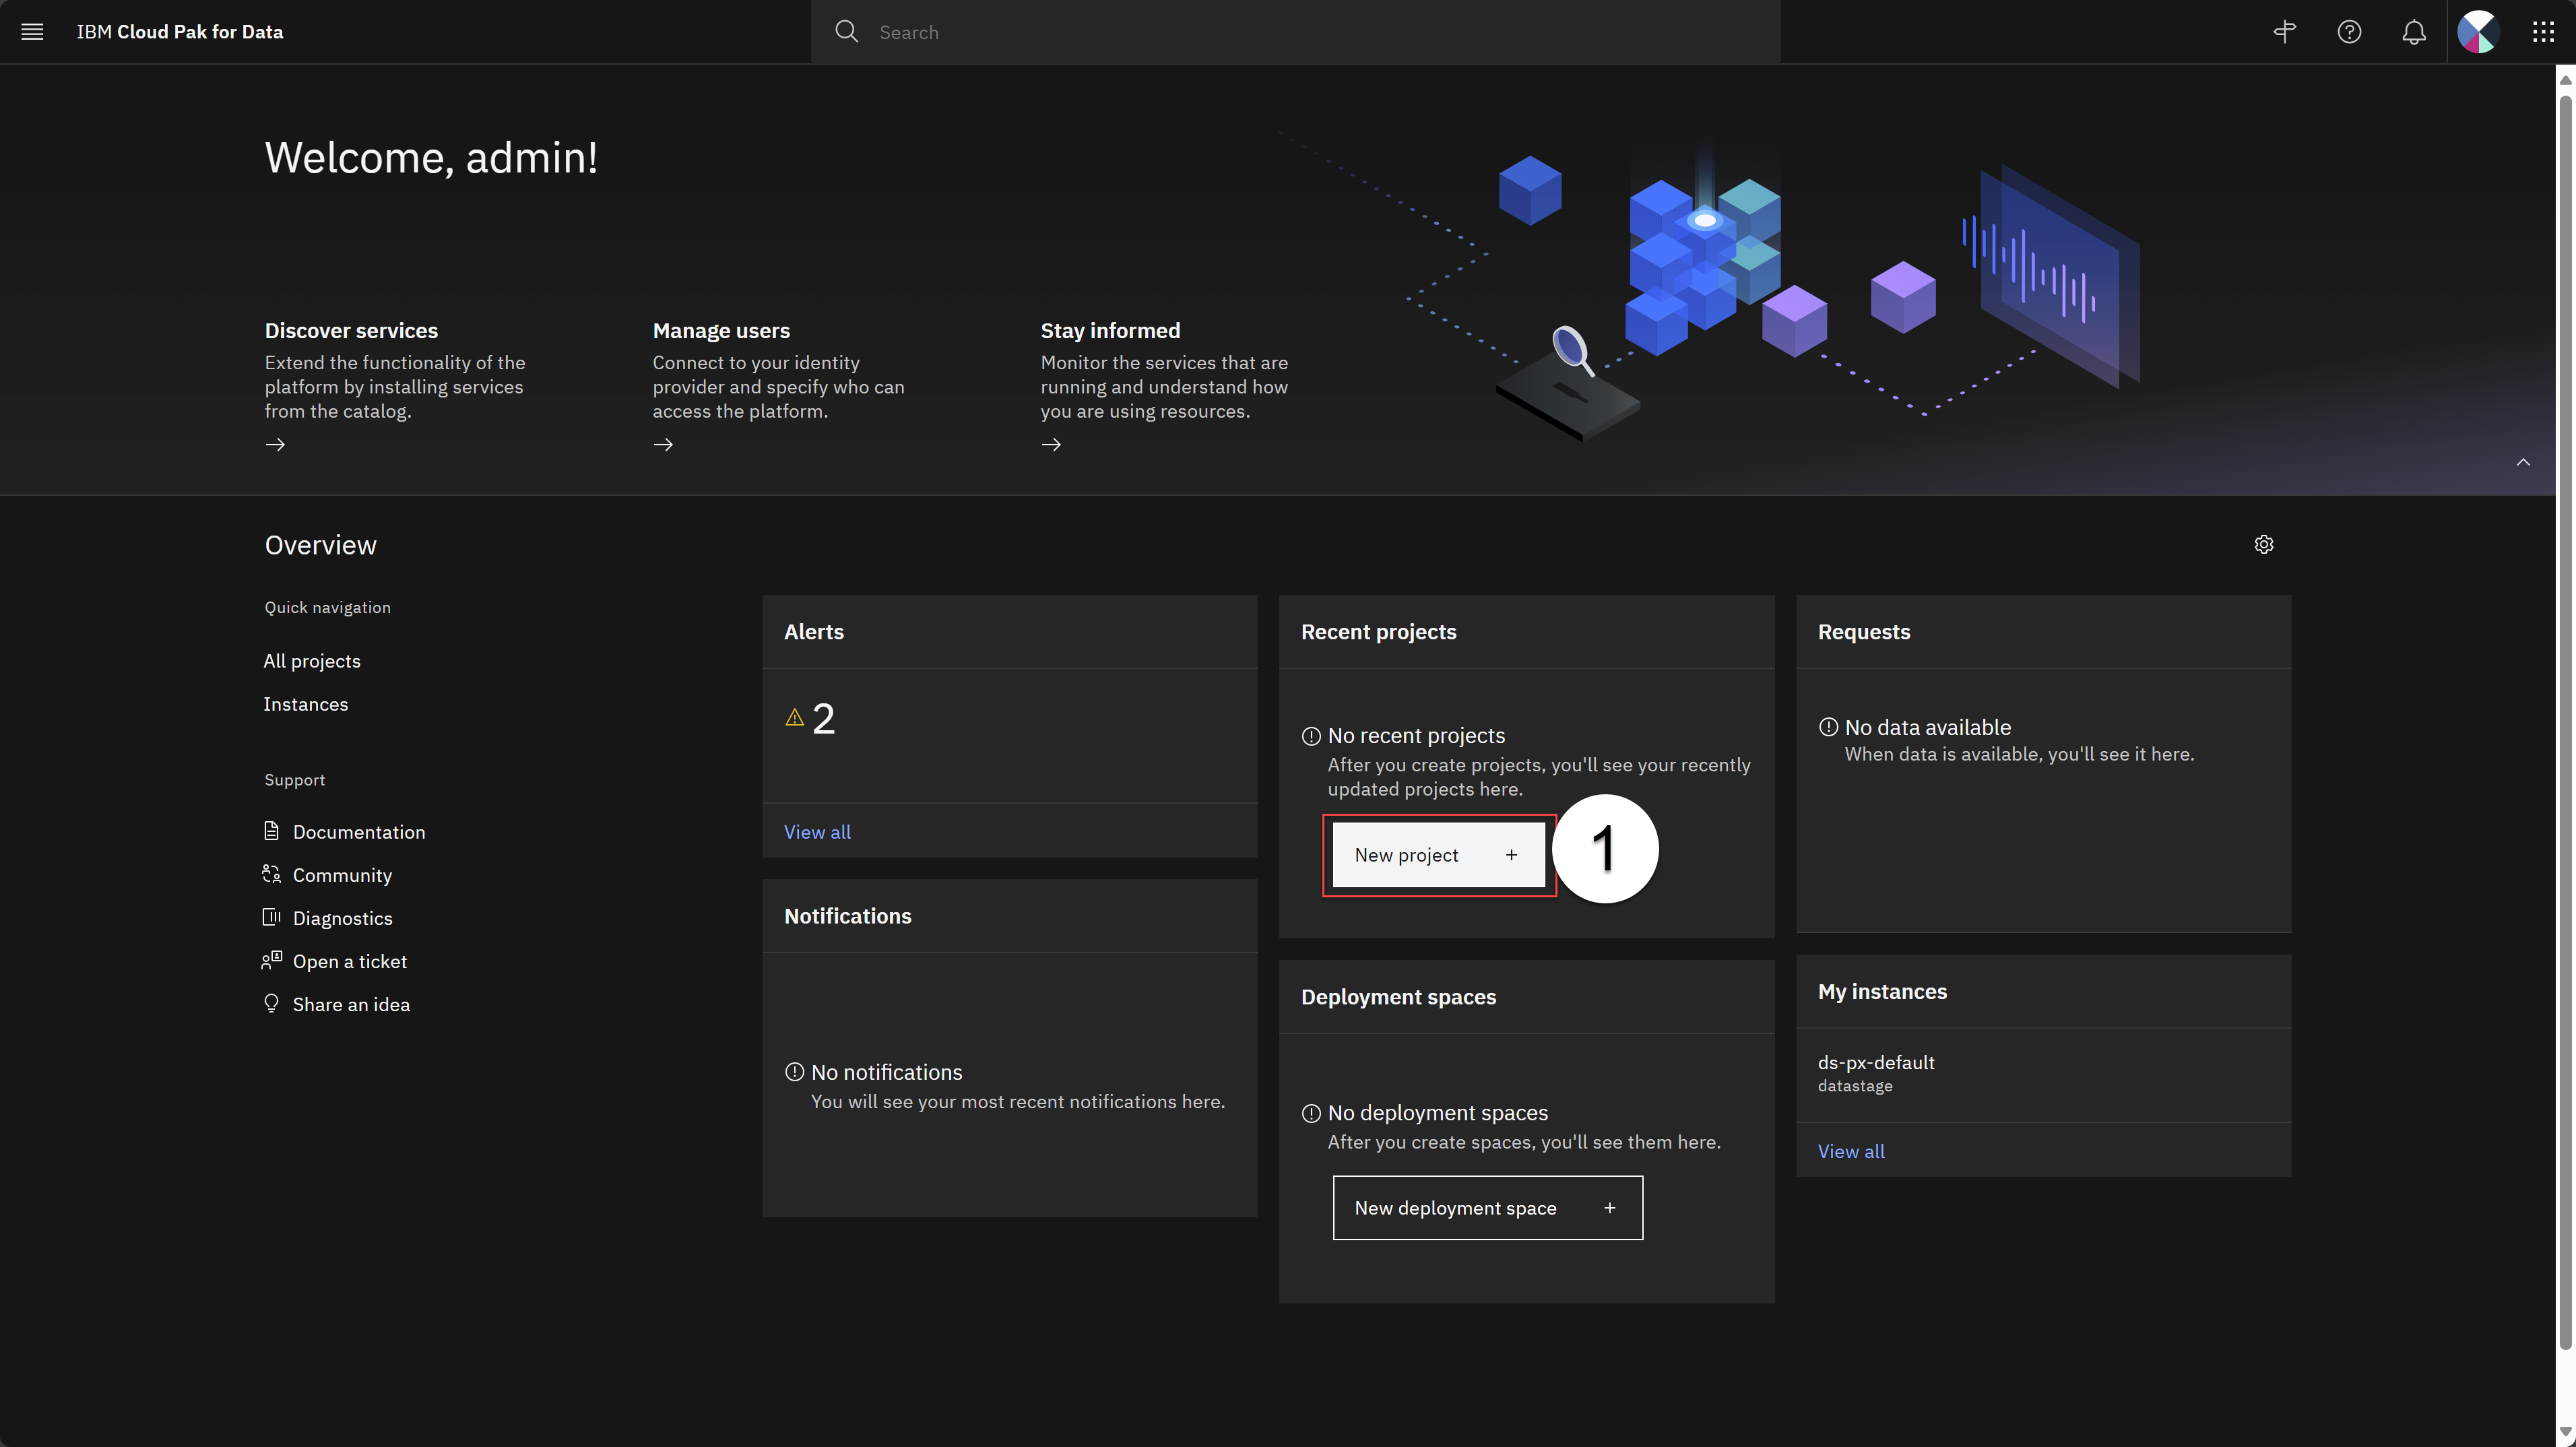 IBM Cloud Pak for Data
Search
Welcome, admin!
Discover services
Extend the functionality of the
platform by installing services
from the catalog.
Manage users
Connect to your identity
provider and specify who can
access the platform.
Stay informed
Monitor the services that are
running and understand how
you are using resources.
Overview
Quick navigation
All projects
Instances
Support
Documentation
Community
Diagnostics
Open a ticket
Share an idea
Alerts
2
View all
Notifications
No notifications
You will see your most recent notifications here.
Recent projects
No recent projects
After you create projects, you'll see your recently
updated projects here.
New project +
1
Deployment spaces
No deployment spaces
After you create spaces, you'll see them here.
New deployment space +
Requests
No data available
When data is available, you'll see it here.
My instances
ds-px-default
datastage
View all